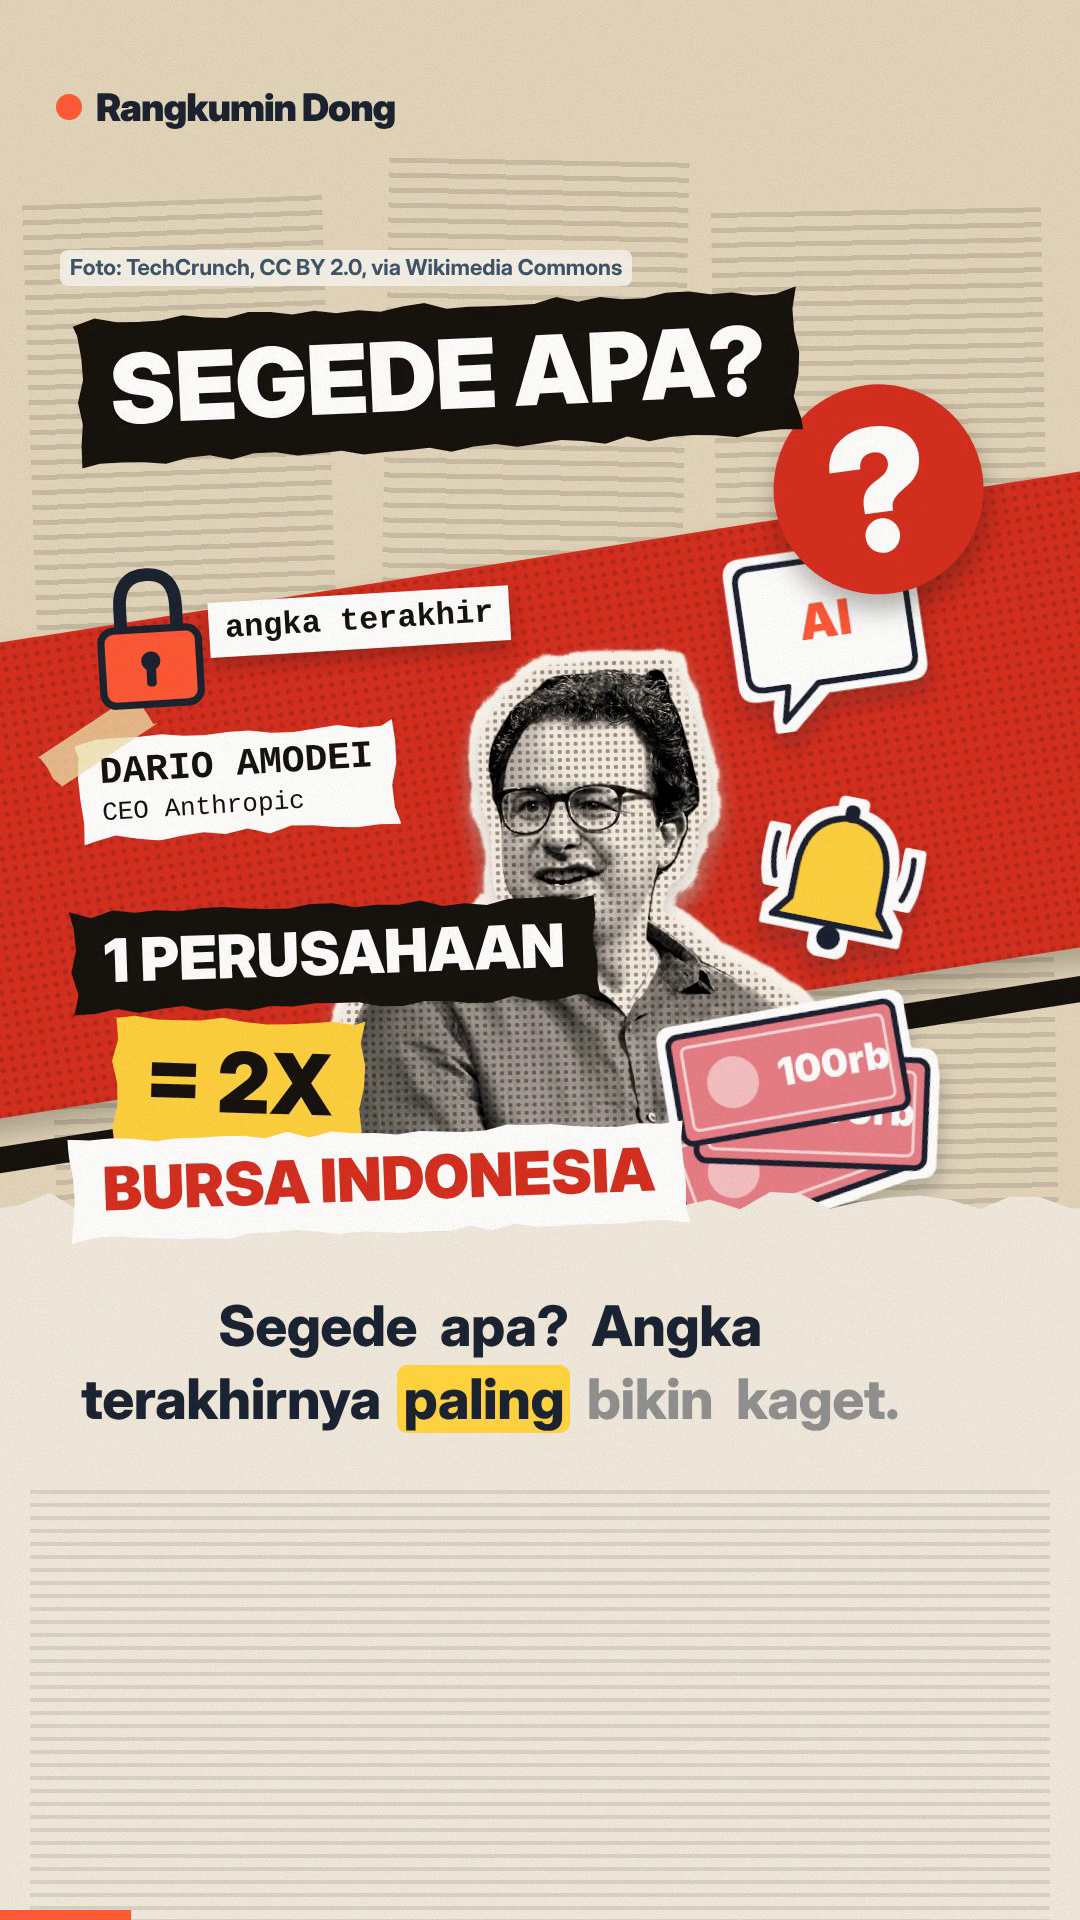 Rangkumin Dong
Foto: TechCrunch, CC BY 2.0, via Wikimedia Commons
SEGEDE APA?
?
angka terakhir
AI
DARIO AMODEI
CEO Anthropic
1 PERUSAHAAN
= 2X
100rb
BURSA INDONESIA
Segede apa? Angka
terakhirnya paling bikin kaget.